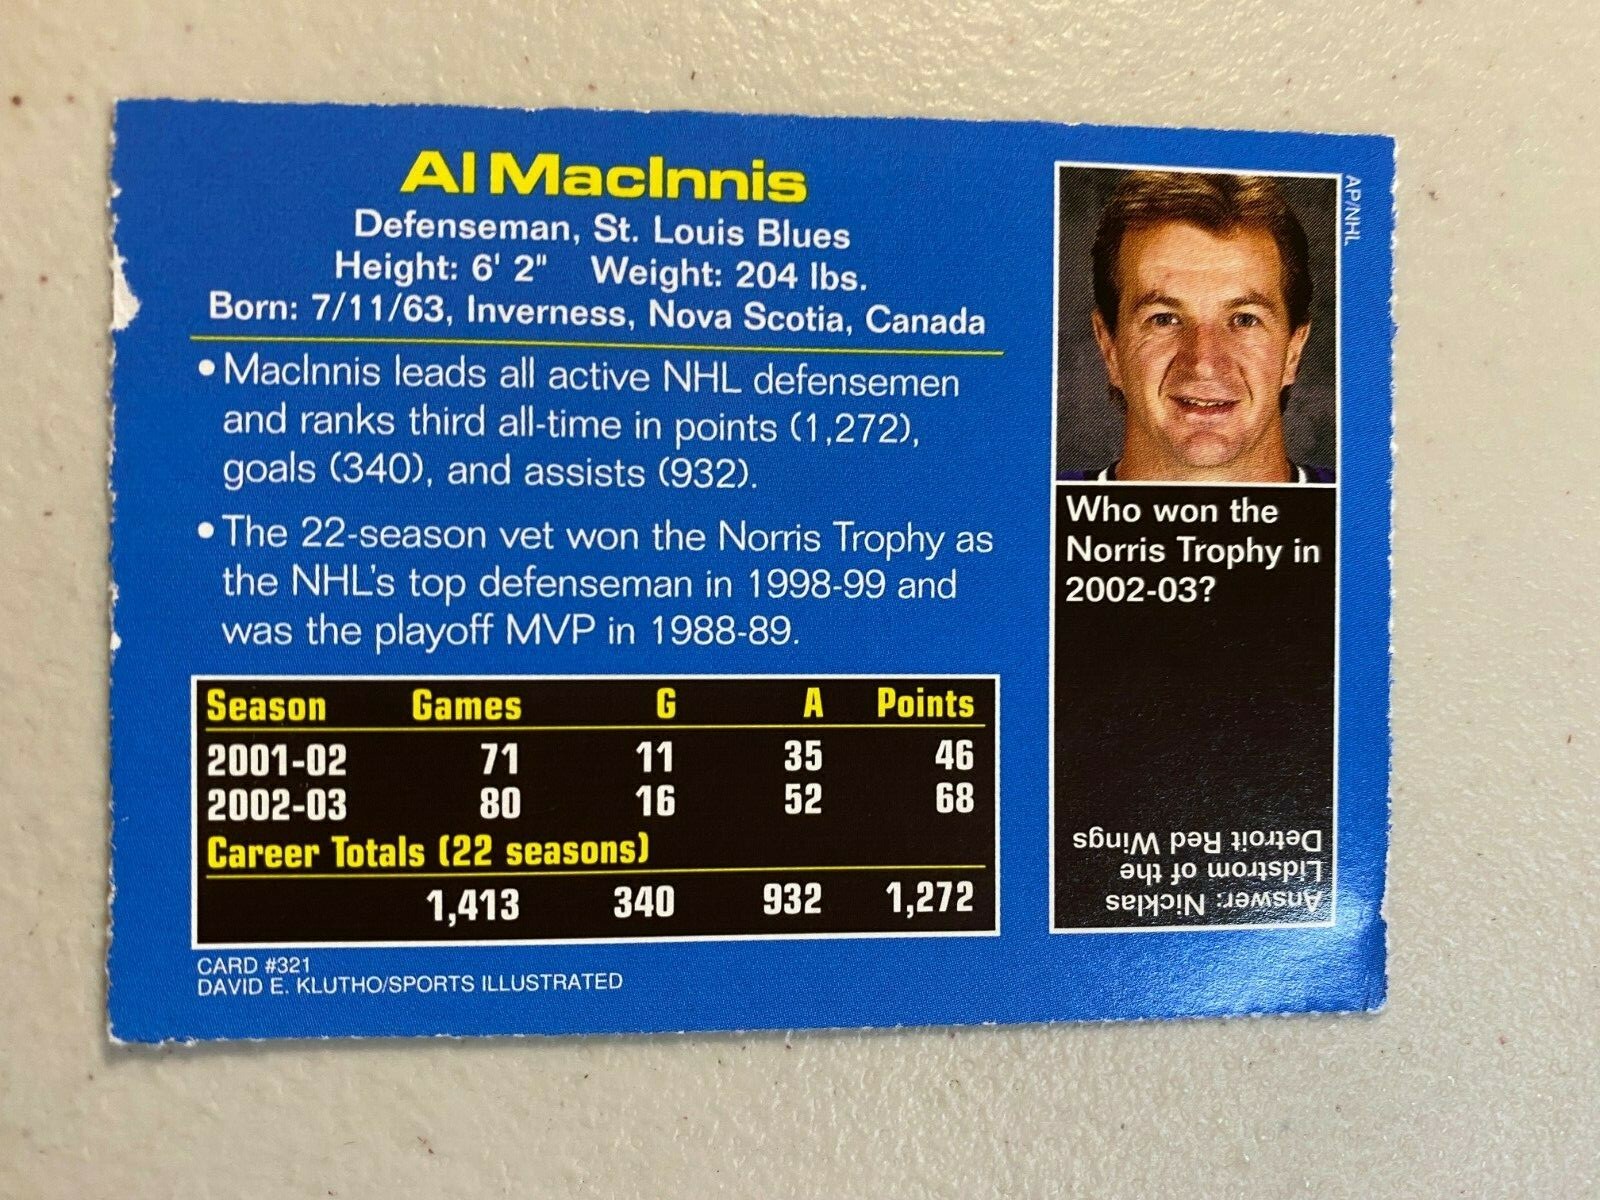 Al MacInnis
Defenseman, St. Louis Blues
Height: 6' 2" Weight: 204 lbs.
Born: 7/11/63, Inverness, Nova Scotia, Canada
• MacInnis leads all active NHL defensemen
and ranks third all-time in points (1,272),
goals (340), and assists (932).
• The 22-season vet won the Norris Trophy as
the NHL's top defenseman in 1998-99 and
was the playoff MVP in 1988-89.
Season Games G A Points
2001-02 71 11 35 46
2002-03 80 16 52 68
Career Totals (22 seasons)
1,413 340 932 1,272
CARD #321
DAVID E. KLUTHO/SPORTS ILLUSTRATED
AP/NHL
Who won the
Norris Trophy in
2002-03?
Answer: Nicklas
Lidstrom of the
Detroit Red Wings